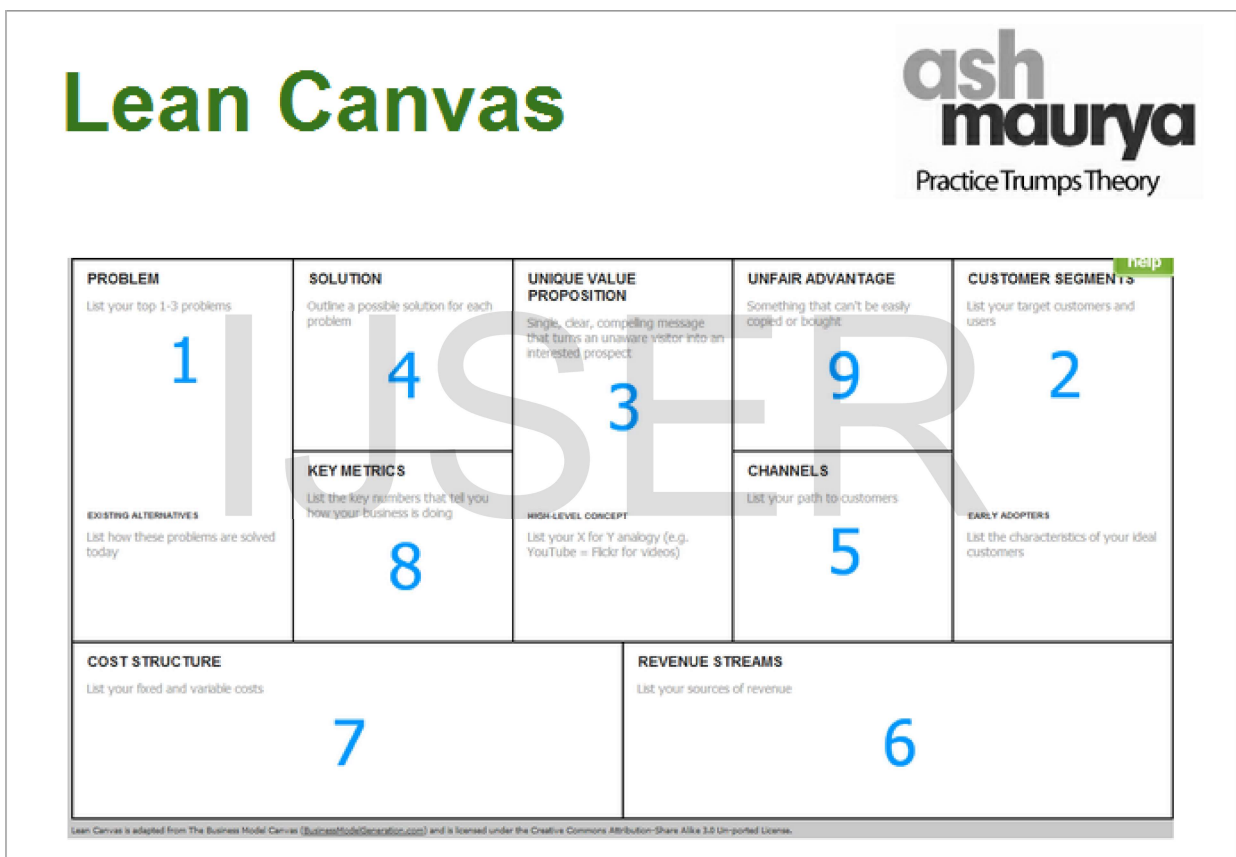 Lean Canvas
ash
maurya
Practice Trumps Theory
help
PROBLEM
List your top 1-3 problems
1
EXISTING ALTERNATIVES
List how these problems are solved
today
SOLUTION
Outline a possible solution for each
problem
4
KEY METRICS
List the key numbers that tell you
how your business is doing
8
UNIQUE VALUE
PROPOSITION
Single, clear, compelling message
that turns an unaware visitor into an
interested prospect
3
HIGH-LEVEL CONCEPT
List your X for Y analogy (e.g.
YouTube = Flickr for videos)
UNFAIR ADVANTAGE
Something that can't be easily
copied or bought
9
CHANNELS
List your path to customers
5
CUSTOMER SEGMENTS
List your target customers and
users
2
EARLY ADOPTERS
List the characteristics of your ideal
customers
COST STRUCTURE
List your fixed and variable costs
7
REVENUE STREAMS
List your sources of revenue
6
IJSER
Lean Canvas is adapted from The Business Model Canvas (BusinessModelGeneration.com) and is licensed under the Creative Commons Attribution-Share Alike 3.0 Un-ported License.